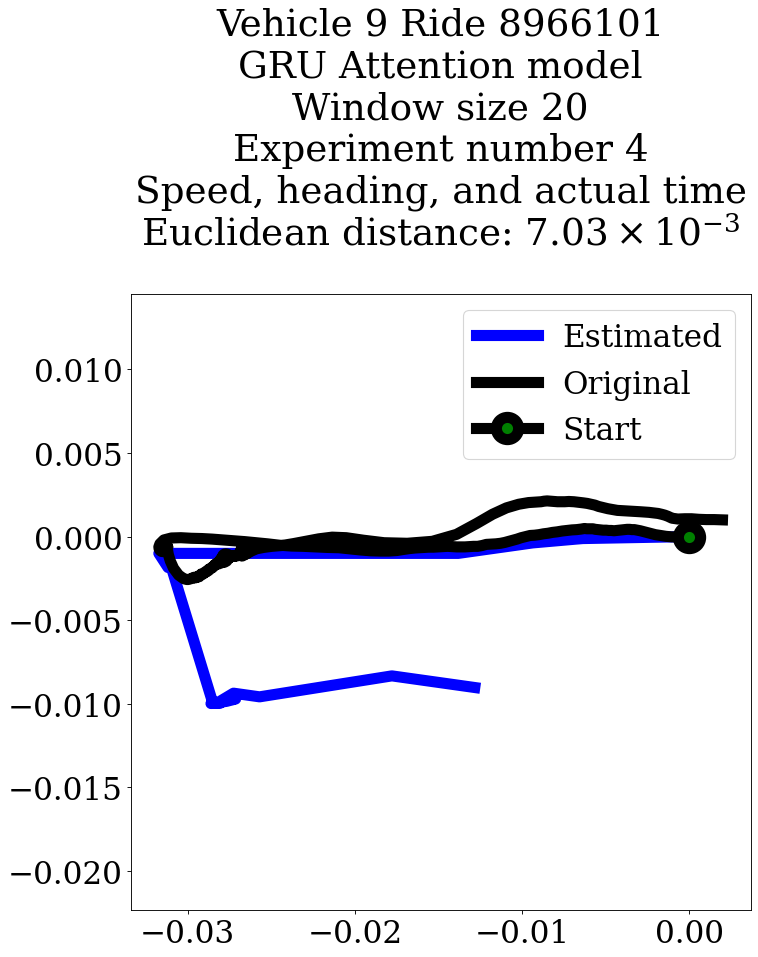 Vehicle 9 Ride 8966101
GRU Attention model
Window size 20
Experiment number 4
Speed, heading, and actual time
Euclidean distance: 7.03 × 10⁻³
Estimated
Original
Start
0.010
0.005
0.000
−0.005
−0.010
−0.015
−0.020
−0.03 −0.02 −0.01 0.00